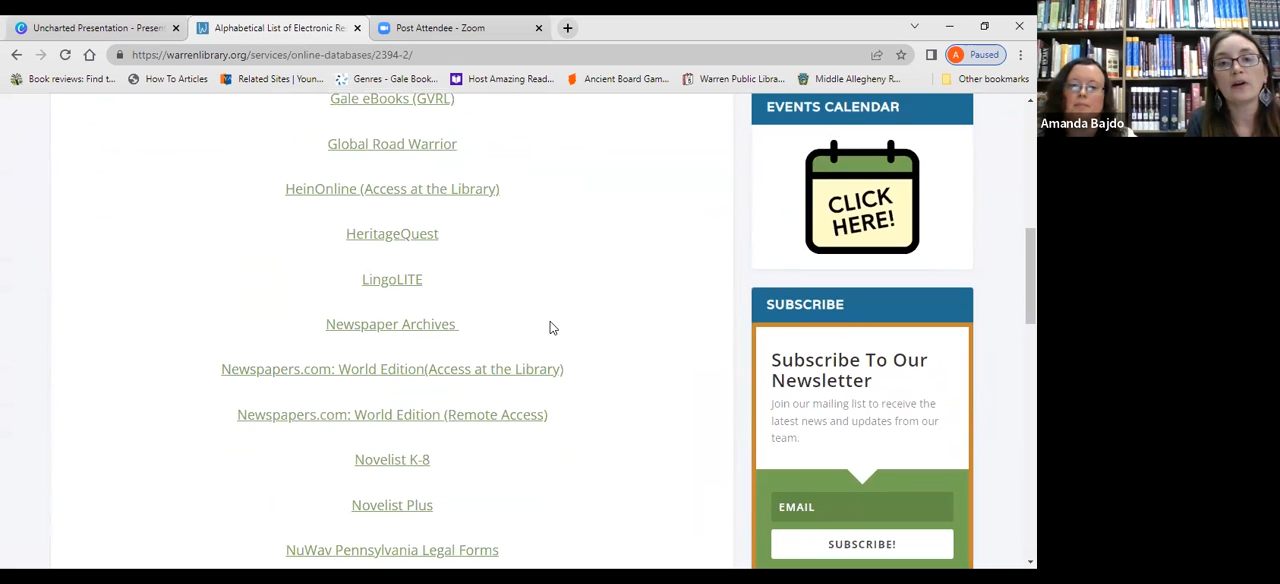 Uncharted Presentation - Presen
Alphabetical List of Electronic Re
Post Attendee - Zoom
https://warrenlibrary.org/services/online-databases/2394-2/
A Paused
Book reviews: Find t...
How To Articles
Related Sites | Youn...
Genres - Gale Book...
Host Amazing Read...
Ancient Board Gam...
Warren Public Libra...
Middle Allegheny R...
Other bookmarks
Gale eBooks (GVRL)
Global Road Warrior
HeinOnline (Access at the Library)
HeritageQuest
LingoLITE
Newspaper Archives
Newspapers.com: World Edition(Access at the Library)
Newspapers.com: World Edition (Remote Access)
Novelist K-8
Novelist Plus
NuWav Pennsylvania Legal Forms
EVENTS CALENDAR
CLICK
HERE!
SUBSCRIBE
Subscribe To Our
Newsletter
Join our mailing list to receive the
latest news and updates from our
team.
EMAIL
SUBSCRIBE!
Amanda Bajdo